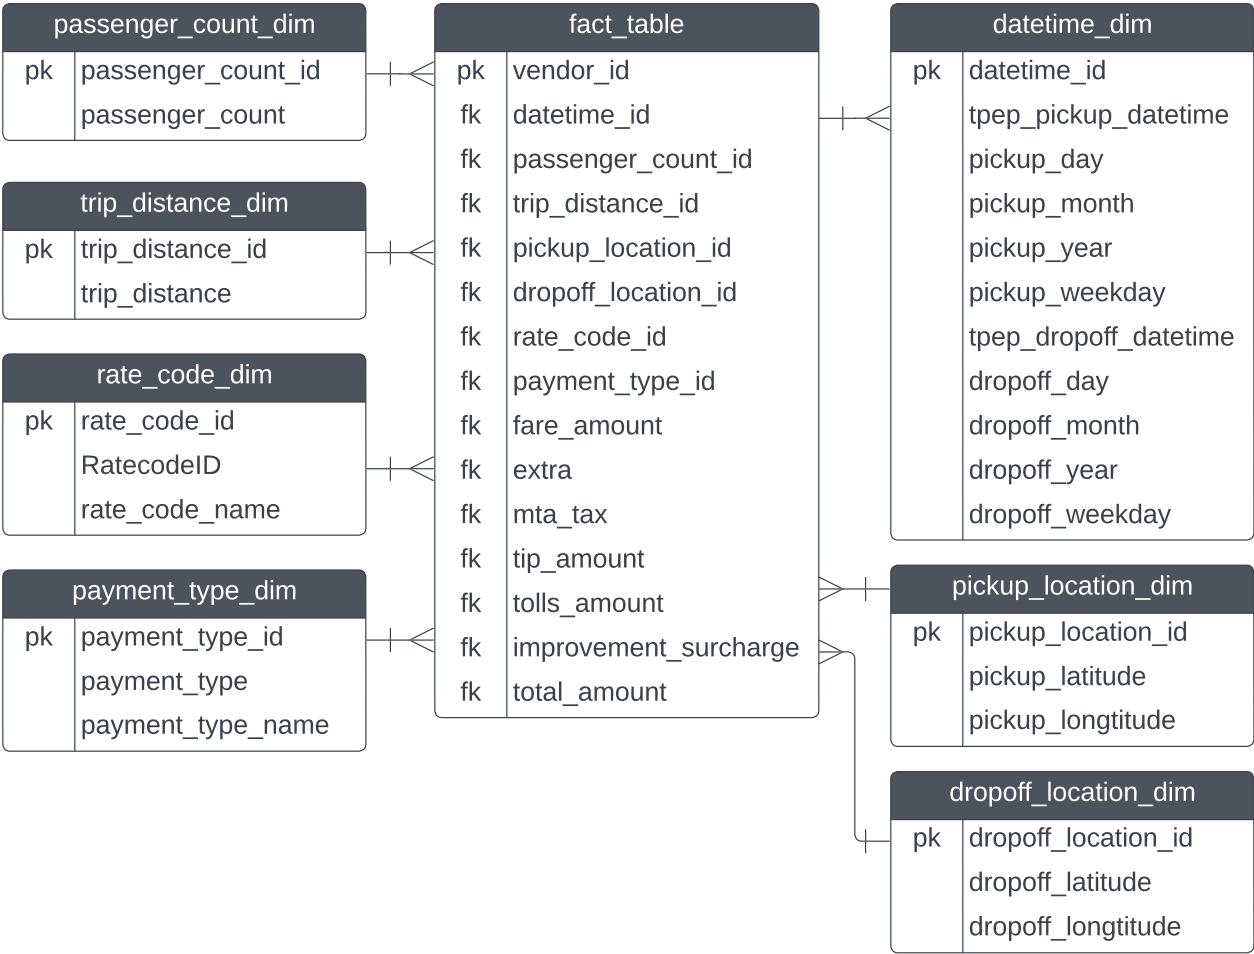 passenger_count_dim
pk passenger_count_id
passenger_count
trip_distance_dim
pk trip_distance_id
trip_distance
rate_code_dim
pk rate_code_id
RatecodeID
rate_code_name
payment_type_dim
pk payment_type_id
payment_type
payment_type_name
fact_table
pk vendor_id
fk datetime_id
fk passenger_count_id
fk trip_distance_id
fk pickup_location_id
fk dropoff_location_id
fk rate_code_id
fk payment_type_id
fk fare_amount
fk extra
fk mta_tax
fk tip_amount
fk tolls_amount
fk improvement_surcharge
fk total_amount
datetime_dim
pk datetime_id
tpep_pickup_datetime
pickup_day
pickup_month
pickup_year
pickup_weekday
tpep_dropoff_datetime
dropoff_day
dropoff_month
dropoff_year
dropoff_weekday
pickup_location_dim
pk pickup_location_id
pickup_latitude
pickup_longtitude
dropoff_location_dim
pk dropoff_location_id
dropoff_latitude
dropoff_longtitude